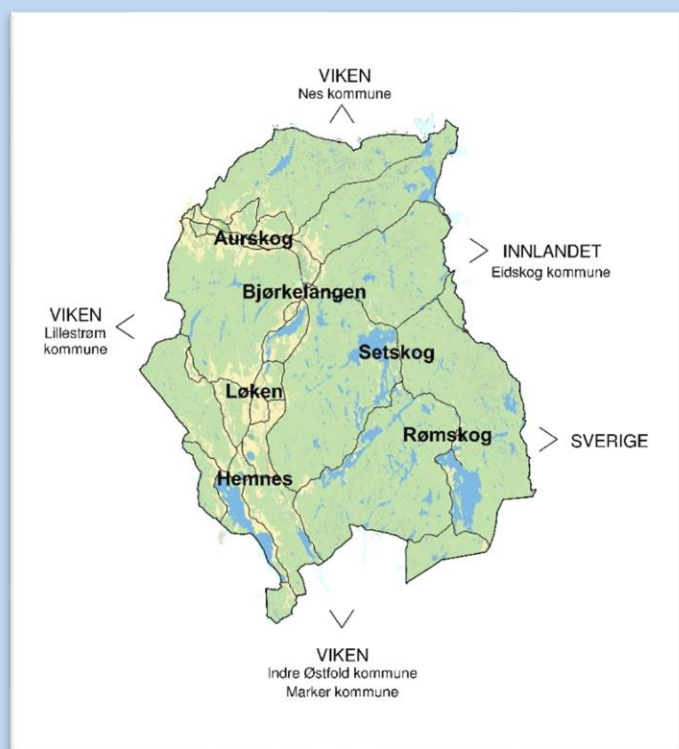 VIKEN
Nes kommune
Aurskog
INNLANDET
Eidskog kommune
Bjørkelangen
VIKEN
Lillestrøm
kommune
Setskog
Løken
Rømskog
SVERIGE
Hemnes
VIKEN
Indre Østfold kommune
Marker kommune